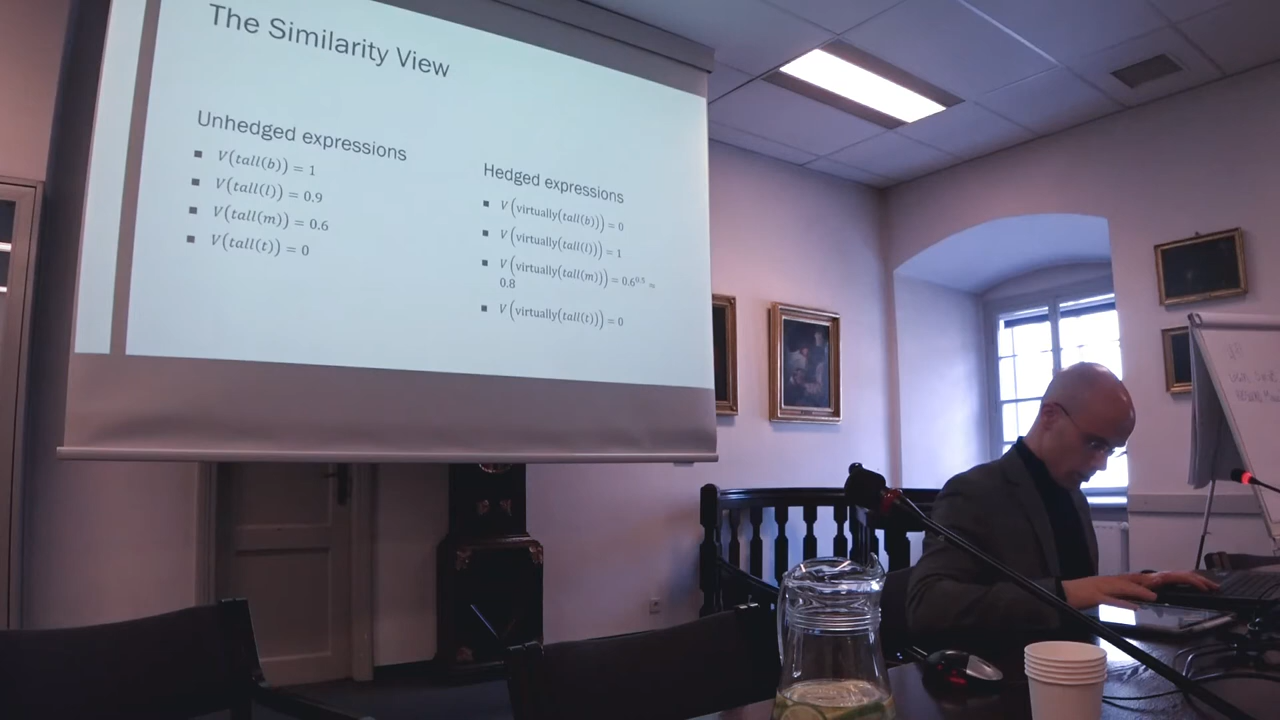 The Similarity View
Unhedged expressions
V(tall(b)) = 1
V(tall(l)) = 0.9
V(tall(m)) = 0.6
V(tall(t)) = 0
Hedged expressions
V(virtually(tall(b))) = 0
V(virtually(tall(l))) = 1
V(virtually(tall(m))) = 0.6^0.5 ≈
0.8
V(virtually(tall(t))) = 0